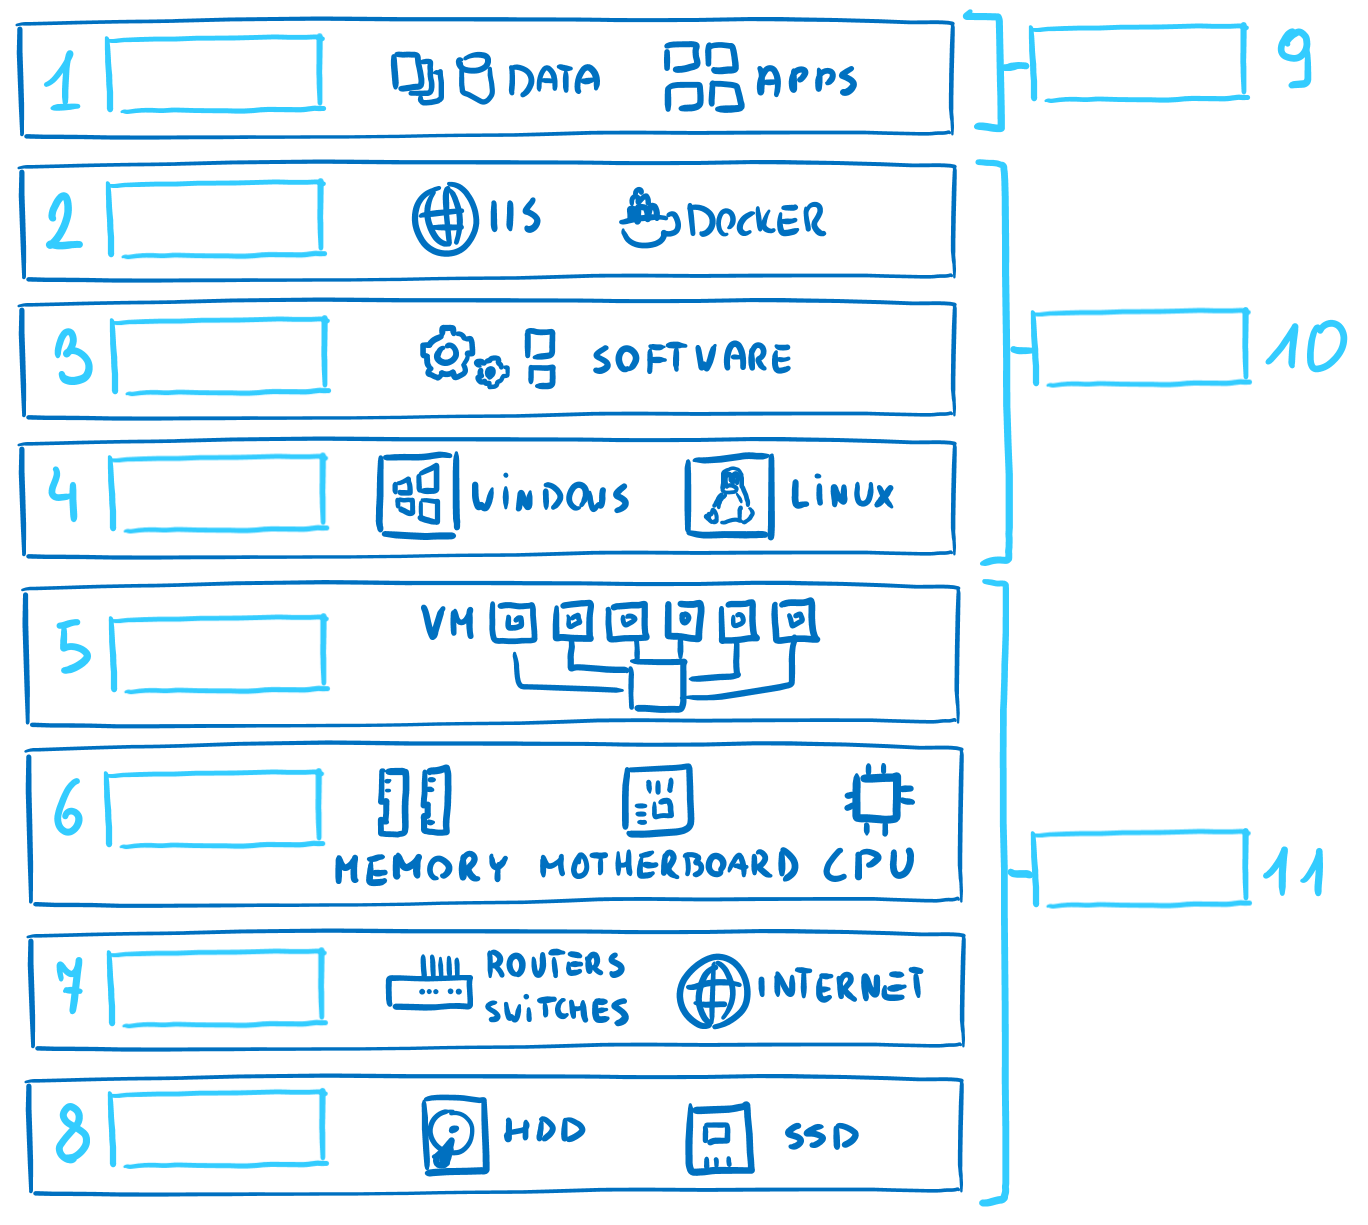 1 DATA APPS 9
2 IIS DOCKER
3 SOFTWARE 10
4 WINDOWS LINUX
5 VM
6 MEMORY MOTHERBOARD CPU 11
7 ROUTERS
SWITCHES INTERNET
8 HDD SSD